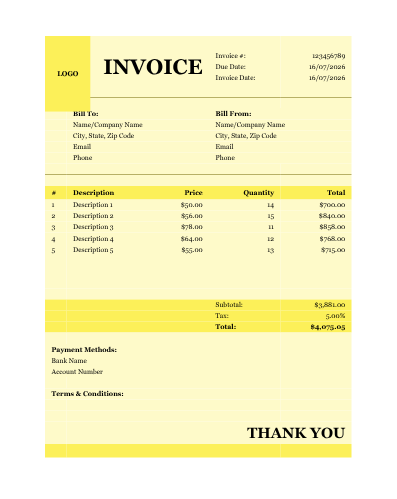 LOGO
INVOICE
Invoice #: 123456789
Due Date: 16/07/2026
Invoice Date: 16/07/2026
Bill To: Bill From:
Name/Company Name Name/Company Name
City, State, Zip Code City, State, Zip Code
Email Email
Phone Phone
# Description Price Quantity Total
1 Description 1 $50.00 14 $700.00
2 Description 2 $56.00 15 $840.00
3 Description 3 $78.00 11 $858.00
4 Description 4 $64.00 12 $768.00
5 Description 5 $55.00 13 $715.00
Subtotal: $3,881.00
Tax: 5.00%
Total: $4,075.05
Payment Methods:
Bank Name
Account Number
Terms & Conditions:
THANK YOU